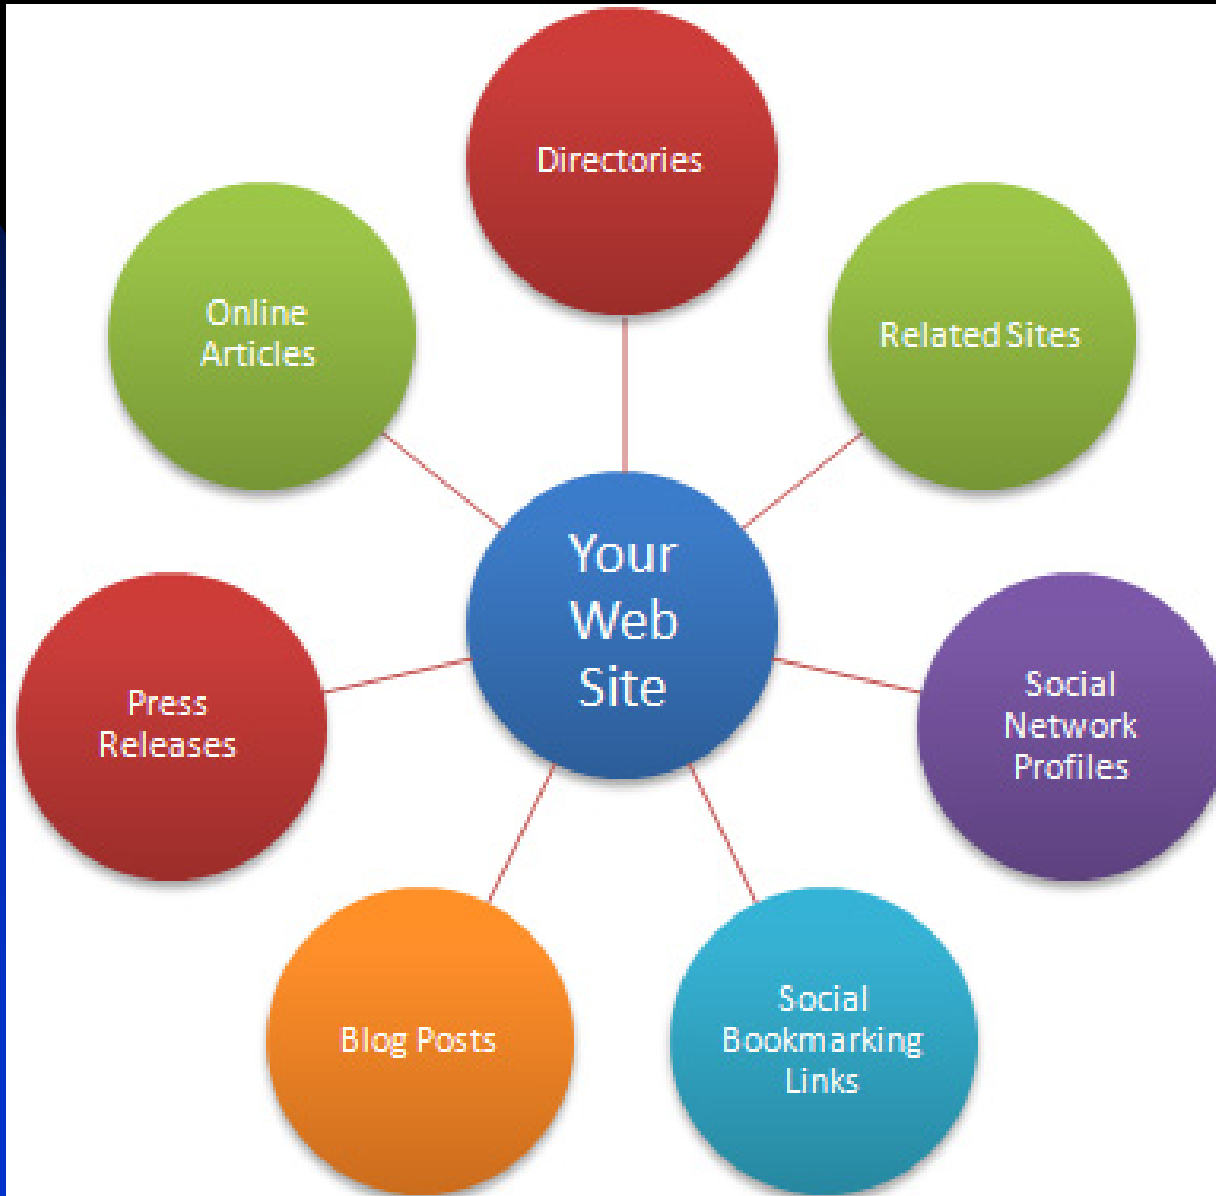 Directories
Online
Articles
Related Sites
Your
Web
Site
Press
Releases
Social
Network
Profiles
Blog Posts
Social
Bookmarking
Links